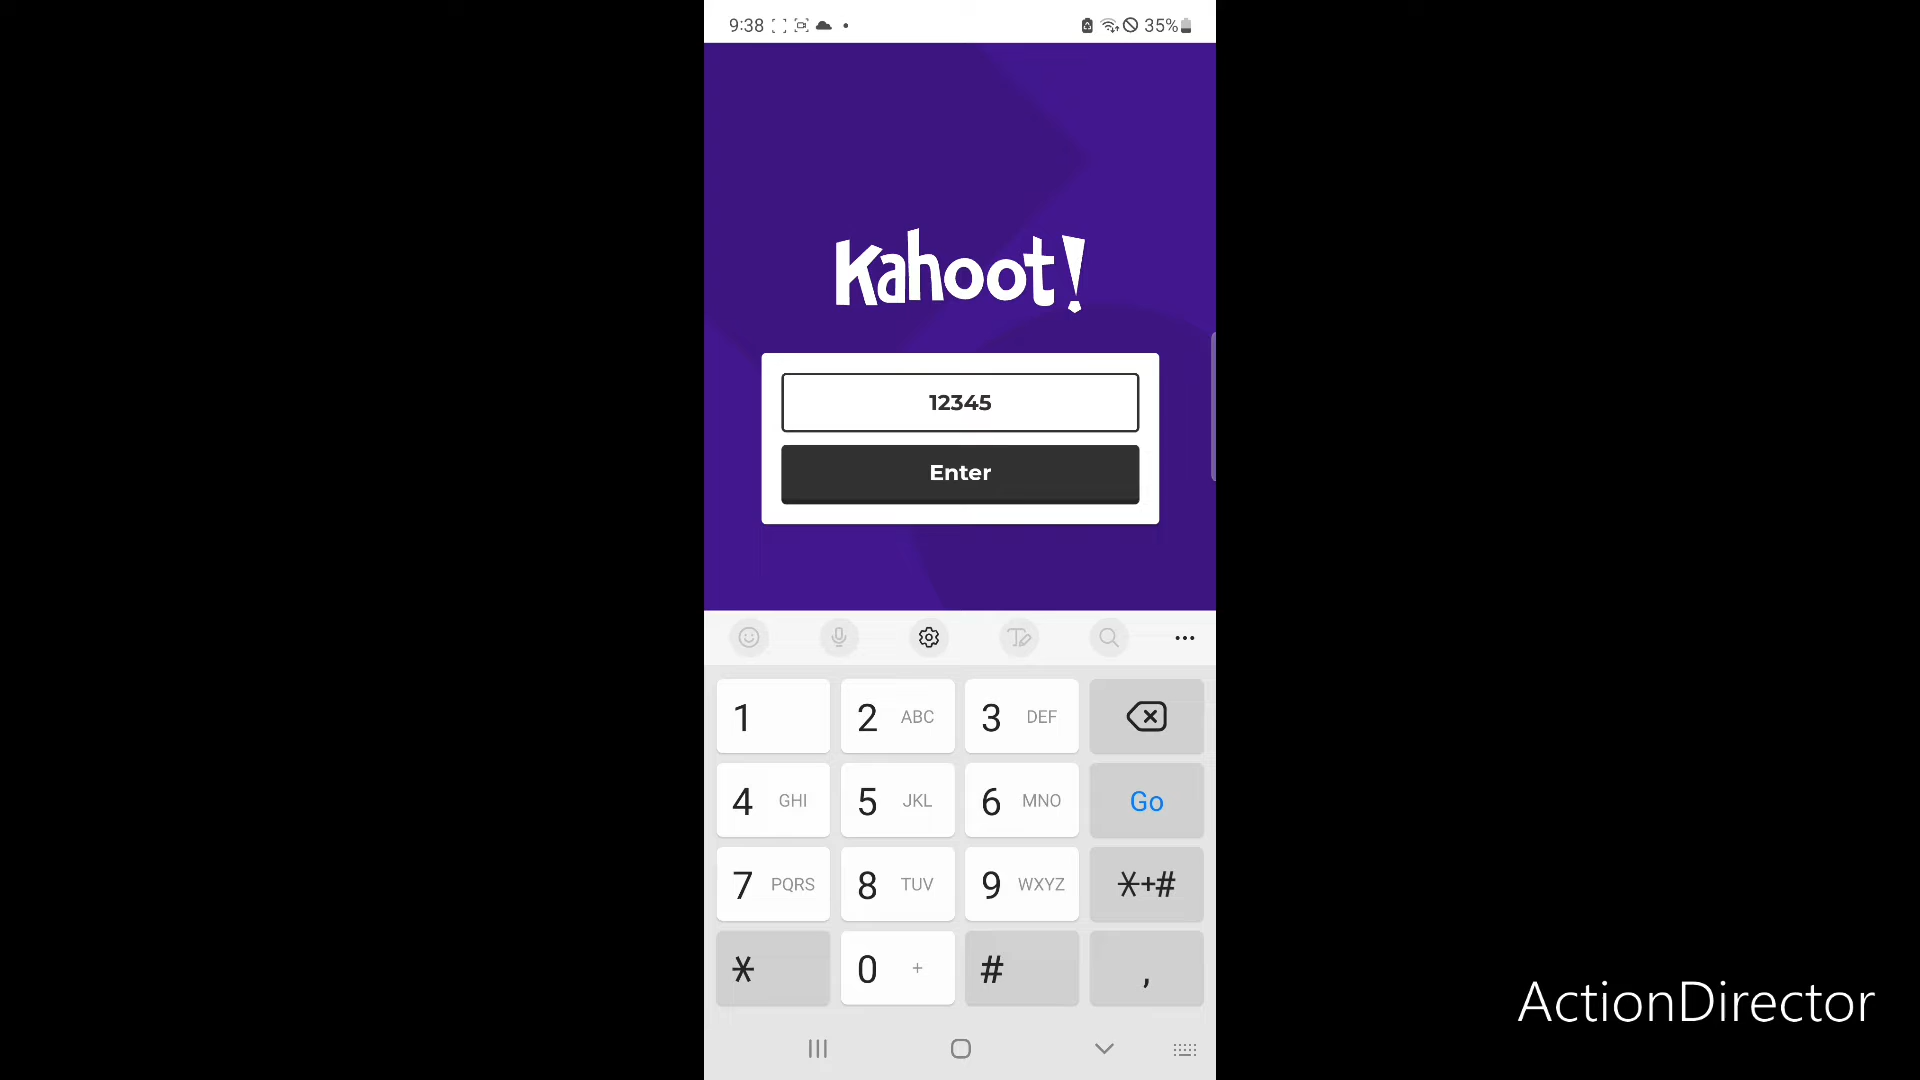 9:38 35%
Kahoot!
12345
Enter
1 2 ABC 3 DEF
4 GHI 5 JKL 6 MNO Go
7 PQRS 8 TUV 9 WXYZ *+#
* 0 + # ,
ActionDirector